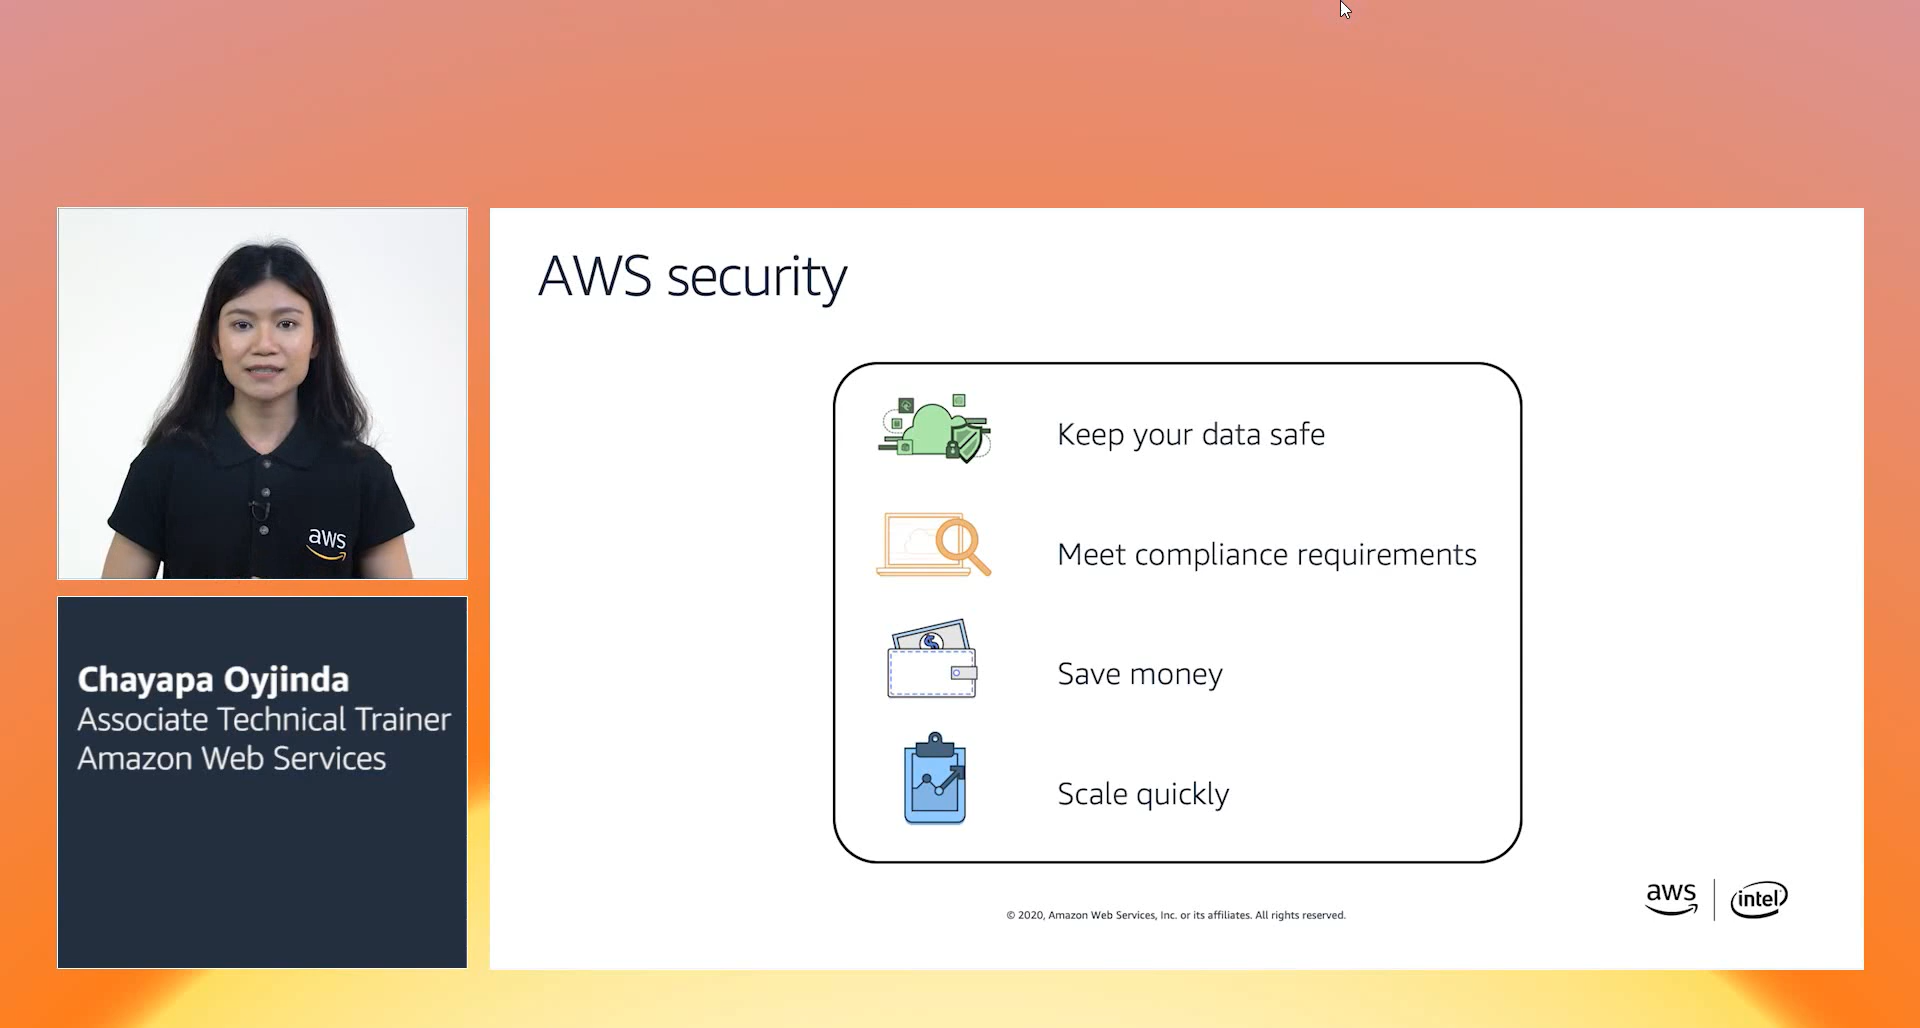 AWS security
aws
Keep your data safe
Meet compliance requirements
Save money
Scale quickly
Chayapa Oyjinda
Associate Technical Trainer
Amazon Web Services
aws
intel
© 2020, Amazon Web Services, Inc. or its affiliates. All rights reserved.